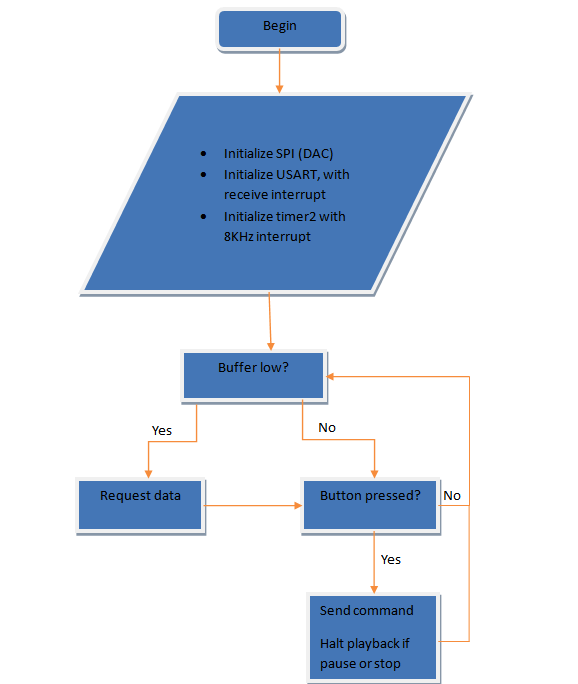 Begin
• Initialize SPI (DAC)
• Initialize USART, with
receive interrupt
• Initialize timer2 with
8KHz interrupt
Buffer low?
Yes
No
Request data
Button pressed?
No
Yes
Send command
Halt playback if
pause or stop